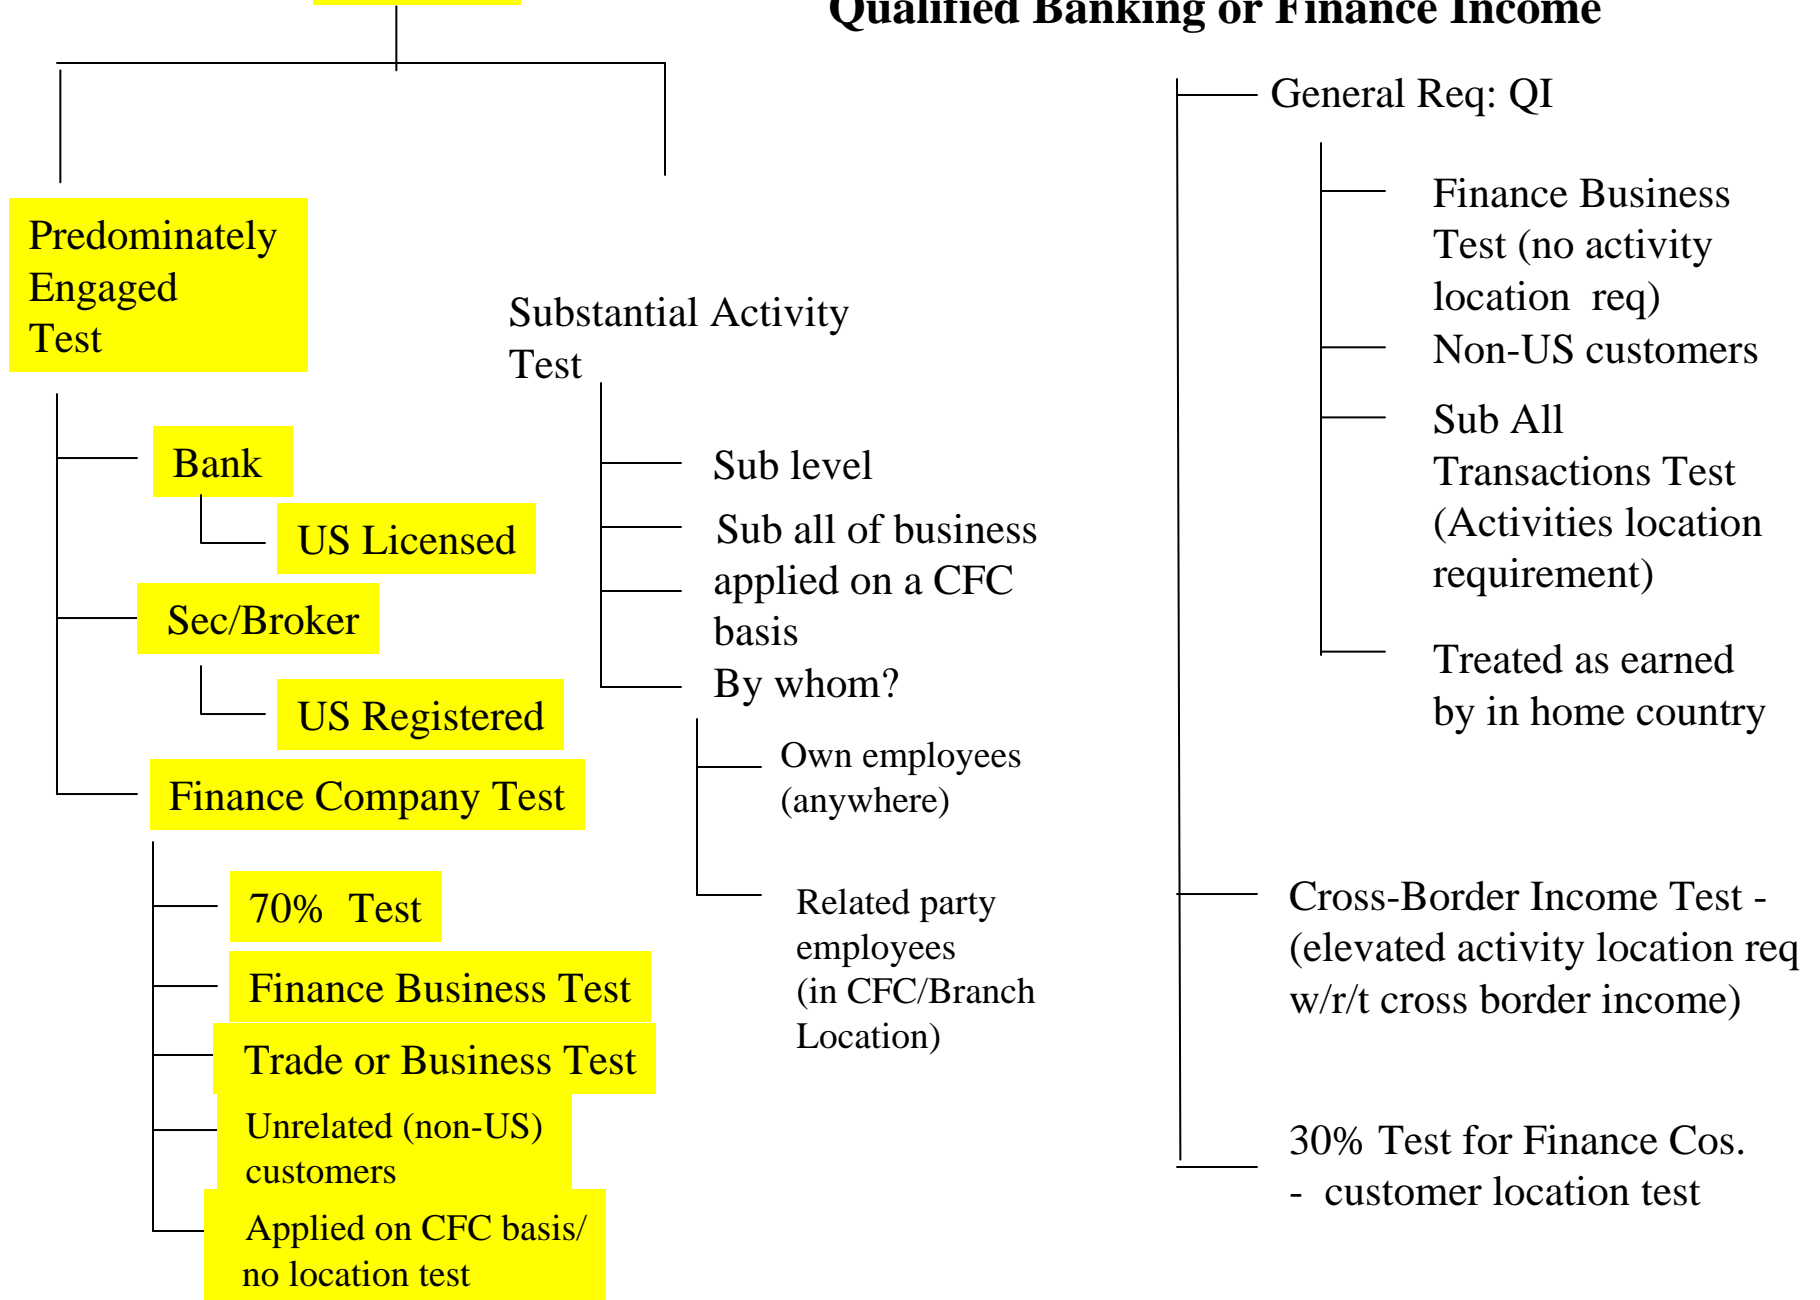 Qualified Banking or Finance Income
Predominately
Engaged
Test
Bank
US Licensed
Sec/Broker
US Registered
Finance Company Test
70% Test
Finance Business Test
Trade or Business Test
Unrelated (non-US)
customers
Applied on CFC basis/
no location test
Substantial Activity
Test
Sub level
Sub all of business
applied on a CFC
basis
By whom?
Own employees
(anywhere)
Related party
employees
(in CFC/Branch
Location)
General Req: QI
Finance Business
Test (no activity
location req)
Non-US customers
Sub All
Transactions Test
(Activities location
requirement)
Treated as earned
by in home country
Cross-Border Income Test -
(elevated activity location req
w/r/t cross border income)
30% Test for Finance Cos.
- customer location test